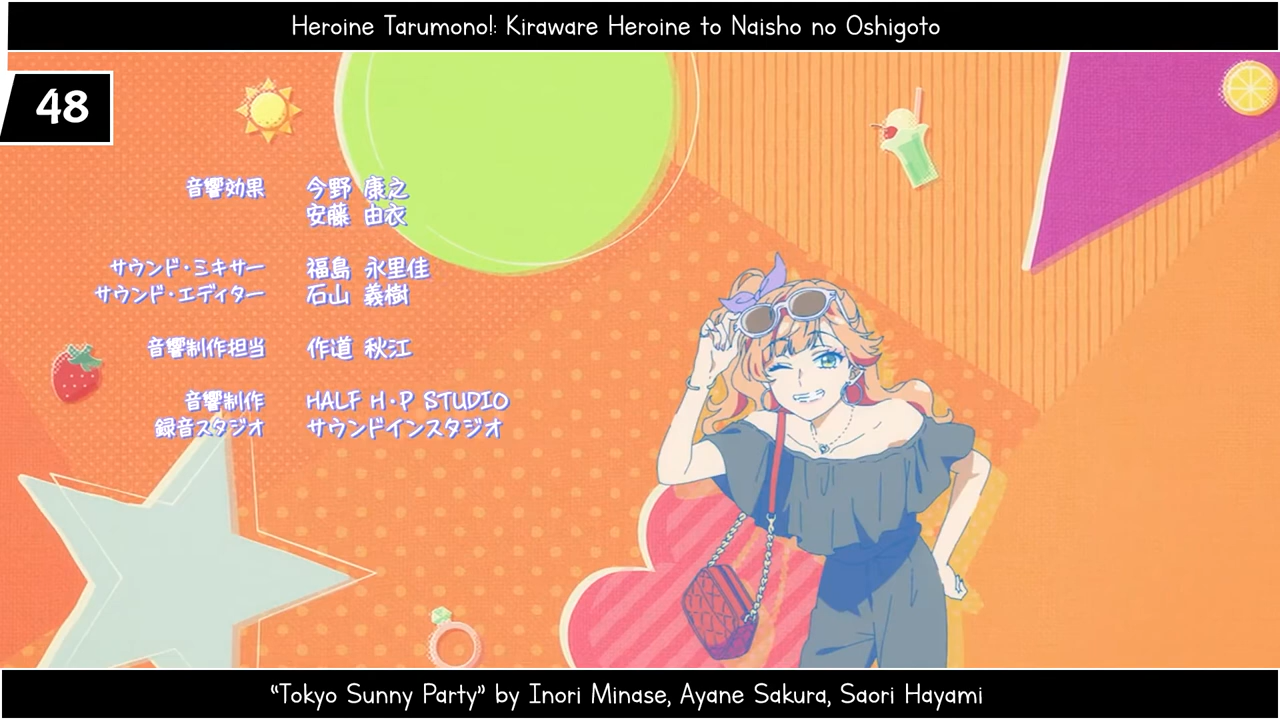 Heroine Tarumono!: Kiraware Heroine to Naisho no Oshigoto
48
音響効果 今野 康之
安藤 由衣
サウンド・ミキサー 福島 永里佳
サウンド・エディター 石山 義樹
音響制作担当 作道 秋江
音響制作 HALF H・P STUDIO
録音スタジオ サウンドインスタジオ
“Tokyo Sunny Party” by Inori Minase, Ayane Sakura, Saori Hayami